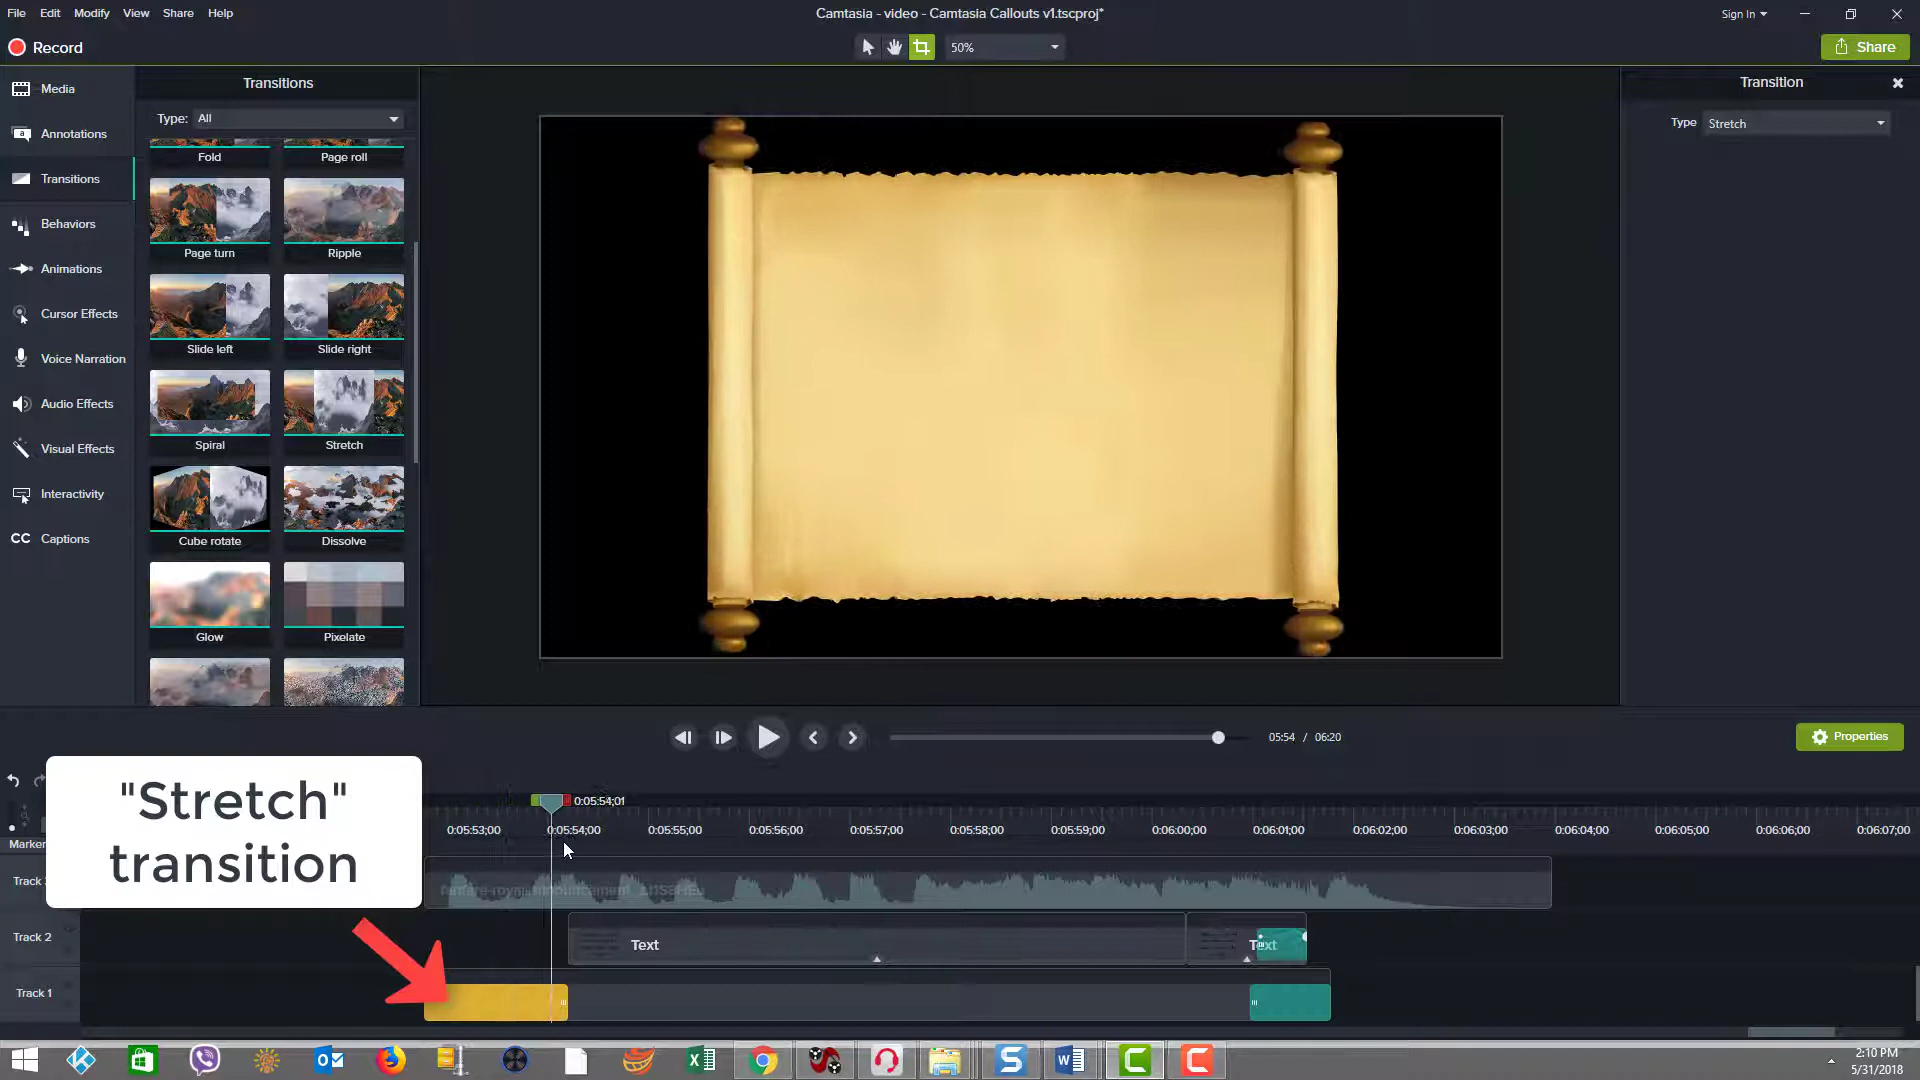 File Edit Modify View Share Help
Camtasia - video - Camtasia Callouts v1.tscproj*
Sign In
Record
50%
Share
Media
Annotations
Transitions
Behaviors
Animations
Cursor Effects
Voice Narration
Audio Effects
Visual Effects
Interactivity
CC Captions
Transitions
Type: All
Fold Page roll
Page turn Ripple
Slide left Slide right
Spiral Stretch
Cube rotate Dissolve
Glow Pixelate
Transition
Type Stretch
05:54 / 06:20
Properties
"Stretch"
transition
0:05:54;01
0:05:53;00 0:05:54;00 0:05:55;00 0:05:56;00 0:05:57;00 0:05:58;00 0:05:59;00 0:06:00;00 0:06:01;00 0:06:02;00 0:06:03;00 0:06:04;00 0:06:05;00 0:06:06;00 0:06:07;00
Marker
Track
Track 2
Text Text
Track 1
2:10 PM
5/31/2018